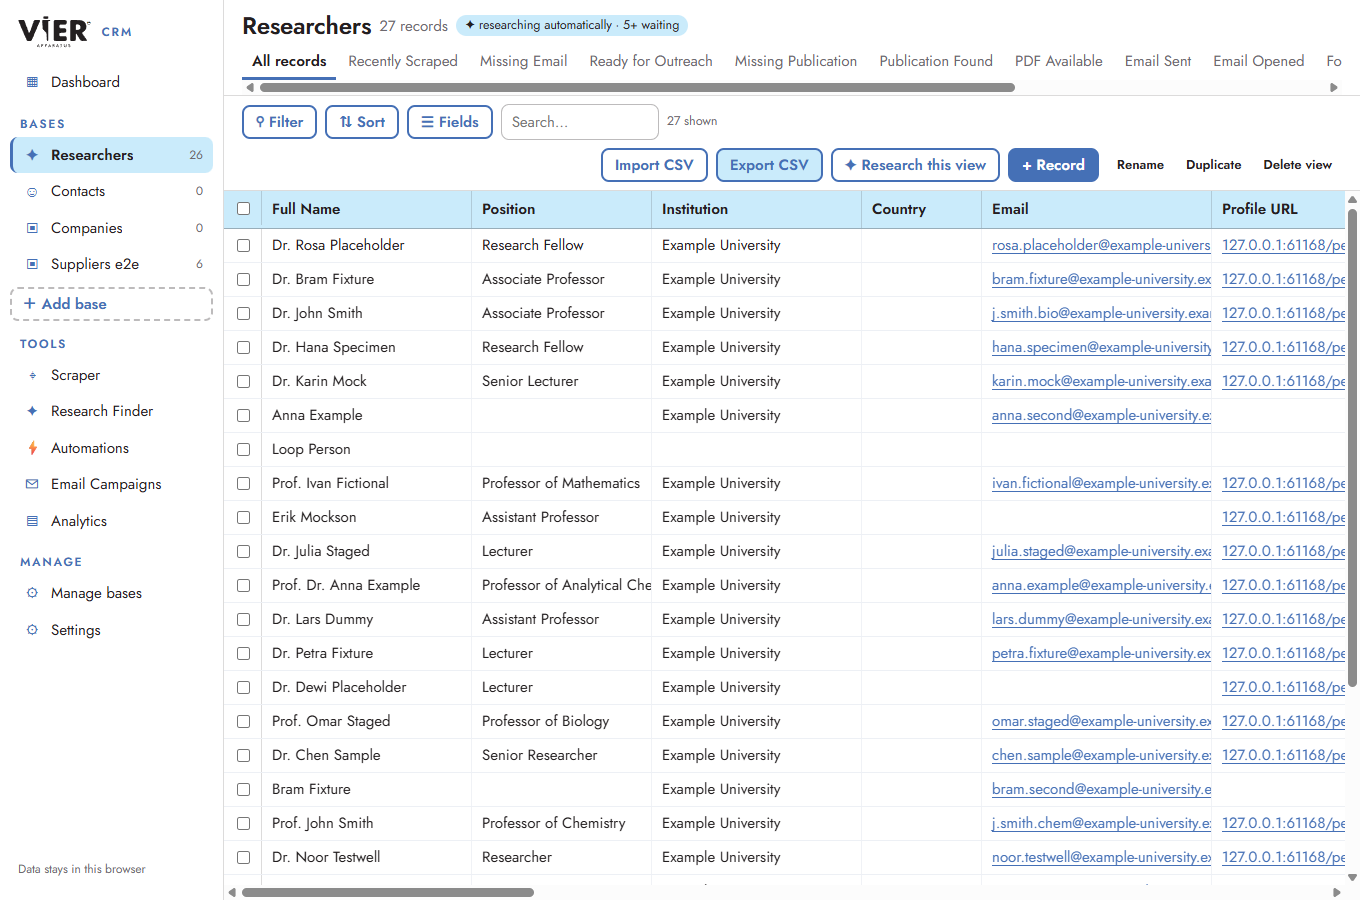 VIER CRM
APPARATUS
Dashboard
BASES
Researchers 26
Contacts 0
Companies 0
Suppliers e2e 6
+ Add base
TOOLS
Scraper
Research Finder
Automations
Email Campaigns
Analytics
MANAGE
Manage bases
Settings
Data stays in this browser
Researchers 27 records ✦ researching automatically · 5+ waiting
All records Recently Scraped Missing Email Ready for Outreach Missing Publication Publication Found PDF Available Email Sent Email Opened Fo
Filter Sort Fields Search... 27 shown
Import CSV Export CSV ✦ Research this view + Record Rename Duplicate Delete view
Full Name Position Institution Country Email Profile URL
Dr. Rosa Placeholder Research Fellow Example University rosa.placeholder@example-univers 127.0.0.1:61168/pe
Dr. Bram Fixture Associate Professor Example University bram.fixture@example-university.ex 127.0.0.1:61168/pe
Dr. John Smith Associate Professor Example University j.smith.bio@example-university.exa 127.0.0.1:61168/pe
Dr. Hana Specimen Research Fellow Example University hana.specimen@example-university 127.0.0.1:61168/pe
Dr. Karin Mock Senior Lecturer Example University karin.mock@example-university.exa 127.0.0.1:61168/pe
Anna Example Example University anna.second@example-university.e
Loop Person
Prof. Ivan Fictional Professor of Mathematics Example University ivan.fictional@example-university.e 127.0.0.1:61168/pe
Erik Mockson Assistant Professor Example University 127.0.0.1:61168/pe
Dr. Julia Staged Lecturer Example University julia.staged@example-university.exa 127.0.0.1:61168/pe
Prof. Dr. Anna Example Professor of Analytical Che Example University anna.example@example-university. 127.0.0.1:61168/pe
Dr. Lars Dummy Assistant Professor Example University lars.dummy@example-university.exa 127.0.0.1:61168/pe
Dr. Petra Fixture Lecturer Example University petra.fixture@example-university.ex 127.0.0.1:61168/pe
Dr. Dewi Placeholder Lecturer Example University 127.0.0.1:61168/pe
Prof. Omar Staged Professor of Biology Example University omar.staged@example-university.ex 127.0.0.1:61168/pe
Dr. Chen Sample Senior Researcher Example University chen.sample@example-university.e 127.0.0.1:61168/pe
Bram Fixture Example University bram.second@example-university.e
Prof. John Smith Professor of Chemistry Example University j.smith.chem@example-university.e 127.0.0.1:61168/pe
Dr. Noor Testwell Researcher Example University noor.testwell@example-university.e 127.0.0.1:61168/pe